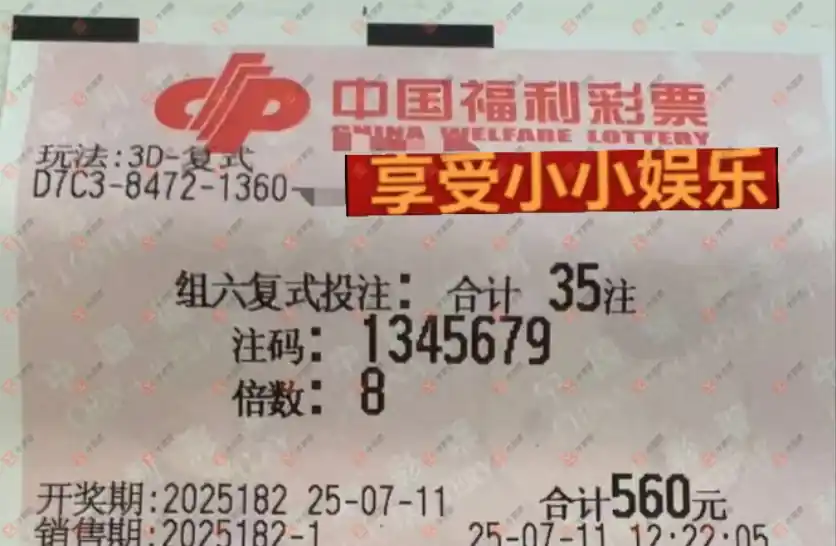 中国福利彩票
CHINA WELFARE LOTTERY
玩法:3D-复式
D7C3-8472-1360-
享受小小娱乐
组六复式投注: 合计 35注
注码: 1345679
倍数: 8
开奖期:2025182 25-07-11 合计560元
销售期:2025182-1 25-07-11 12:22:05